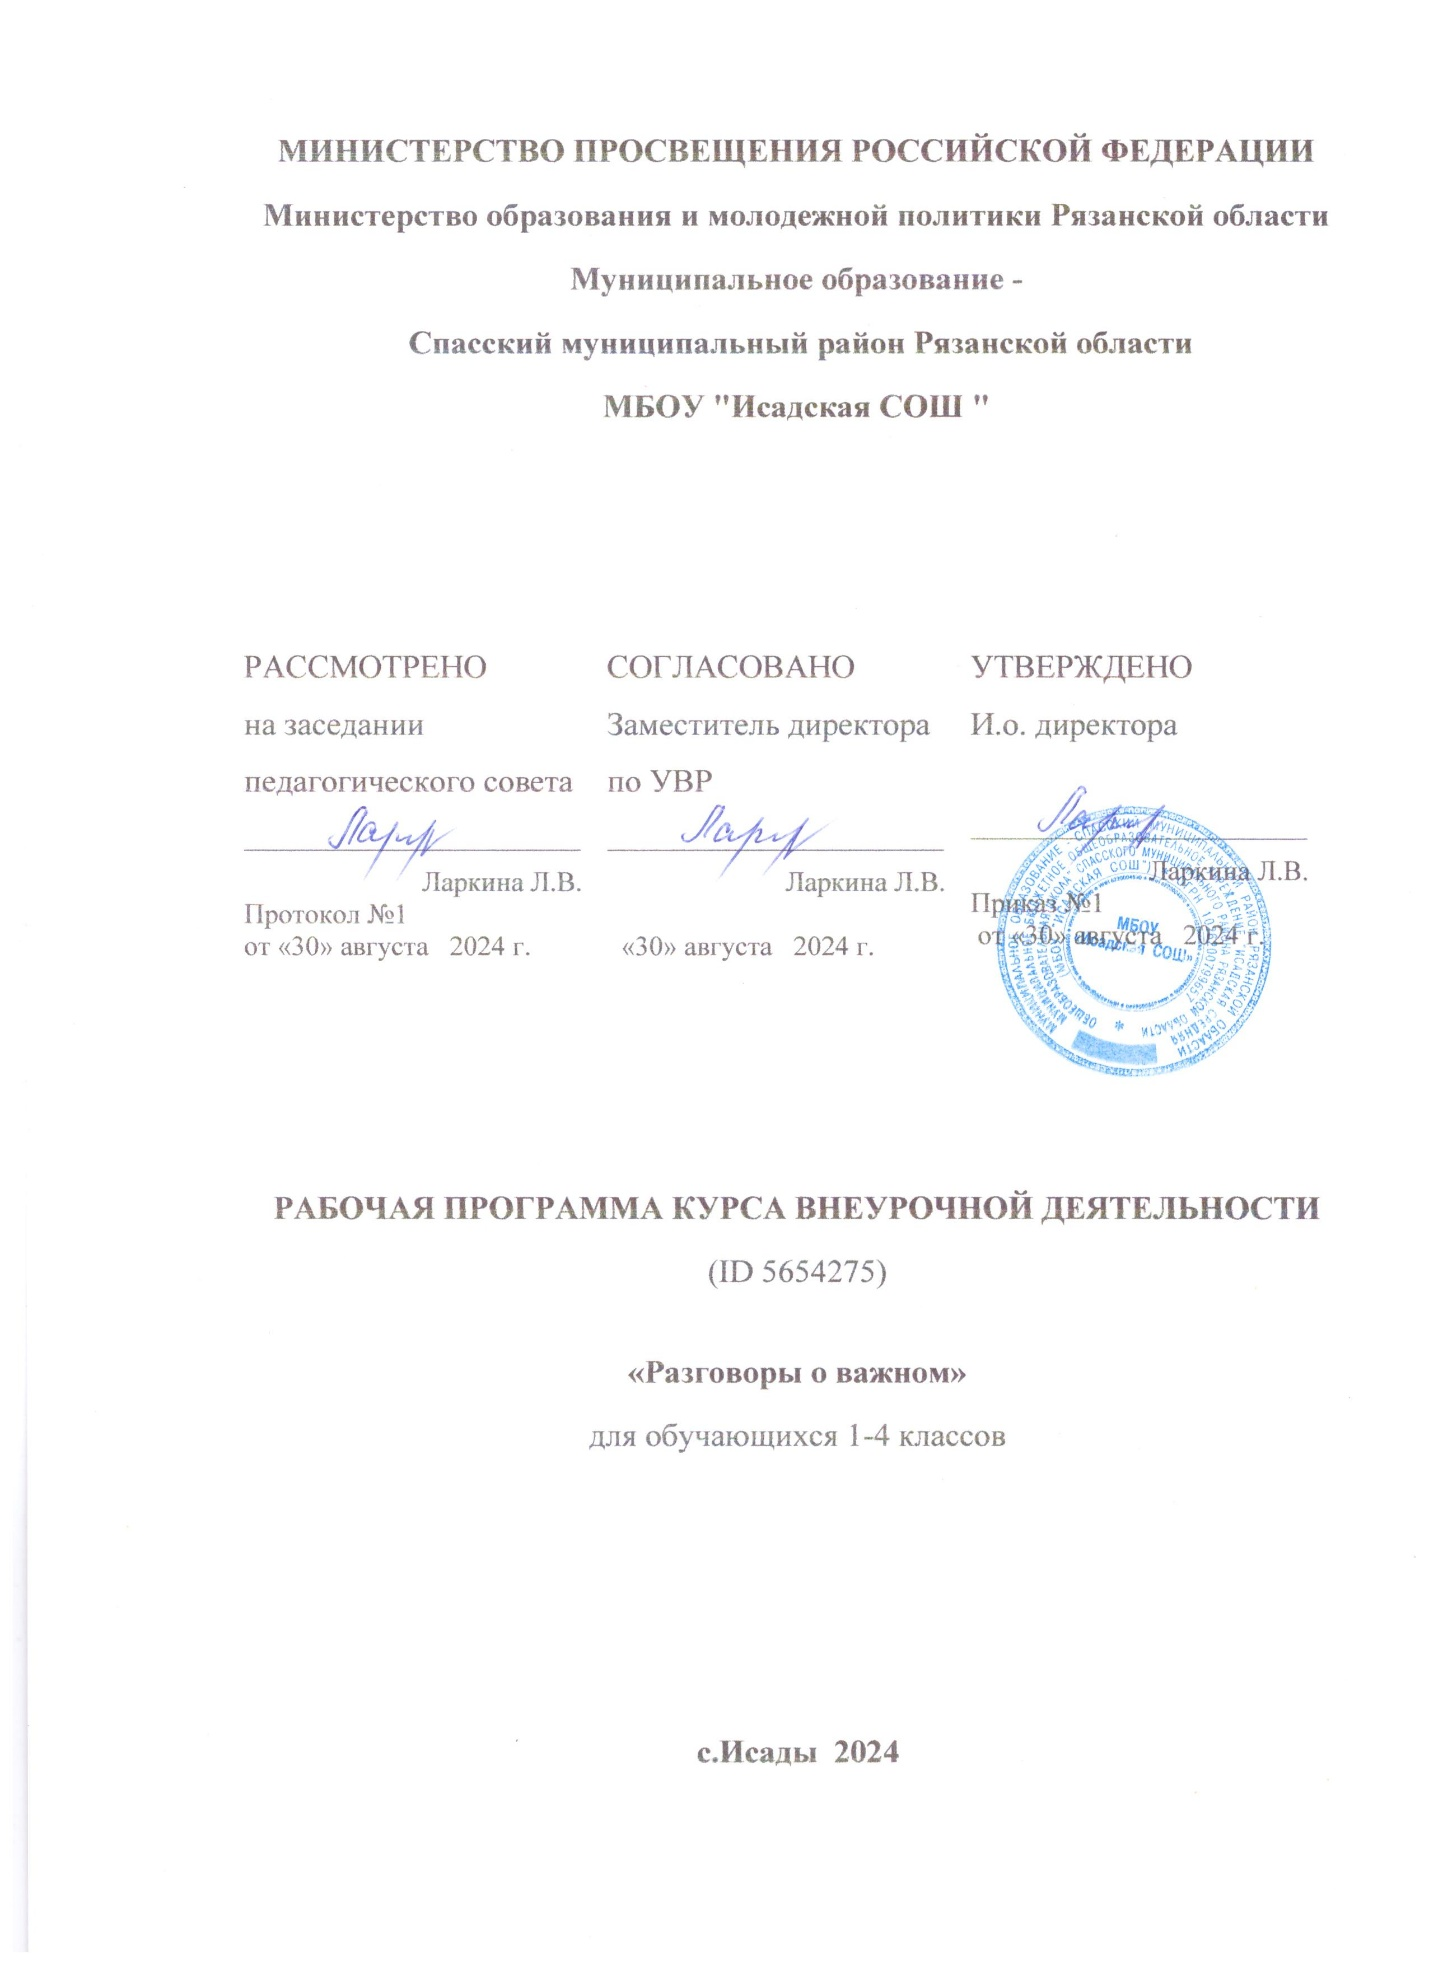 МИНИСТЕРСТВО ПРОСВЕЩЕНИЯ РОССИЙСКОЙ ФЕДЕРАЦИИ
Министерство образования и молодежной политики Рязанской области
Муниципальное образование -
Спасский муниципальный район Рязанской области
МБОУ "Исадская СОШ "
РАССМОТРЕНО
на заседании
педагогического совета
Ларкина Л.В.
Протокол №1
от «30» августа 2024 г.
СОГЛАСОВАНО
Заместитель директора
по УВР
Ларкина Л.В.
«30» августа 2024 г.
УТВЕРЖДЕНО
И.о. директора
Ларкина Л.В.
Приказ №1
от «30» августа 2024 г.
МБОУ
«Исадская СОШ»
РАБОЧАЯ ПРОГРАММА КУРСА ВНЕУРОЧНОЙ ДЕЯТЕЛЬНОСТИ
(ID 5654275)
«Разговоры о важном»
для обучающихся 1-4 классов
с.Исады 2024